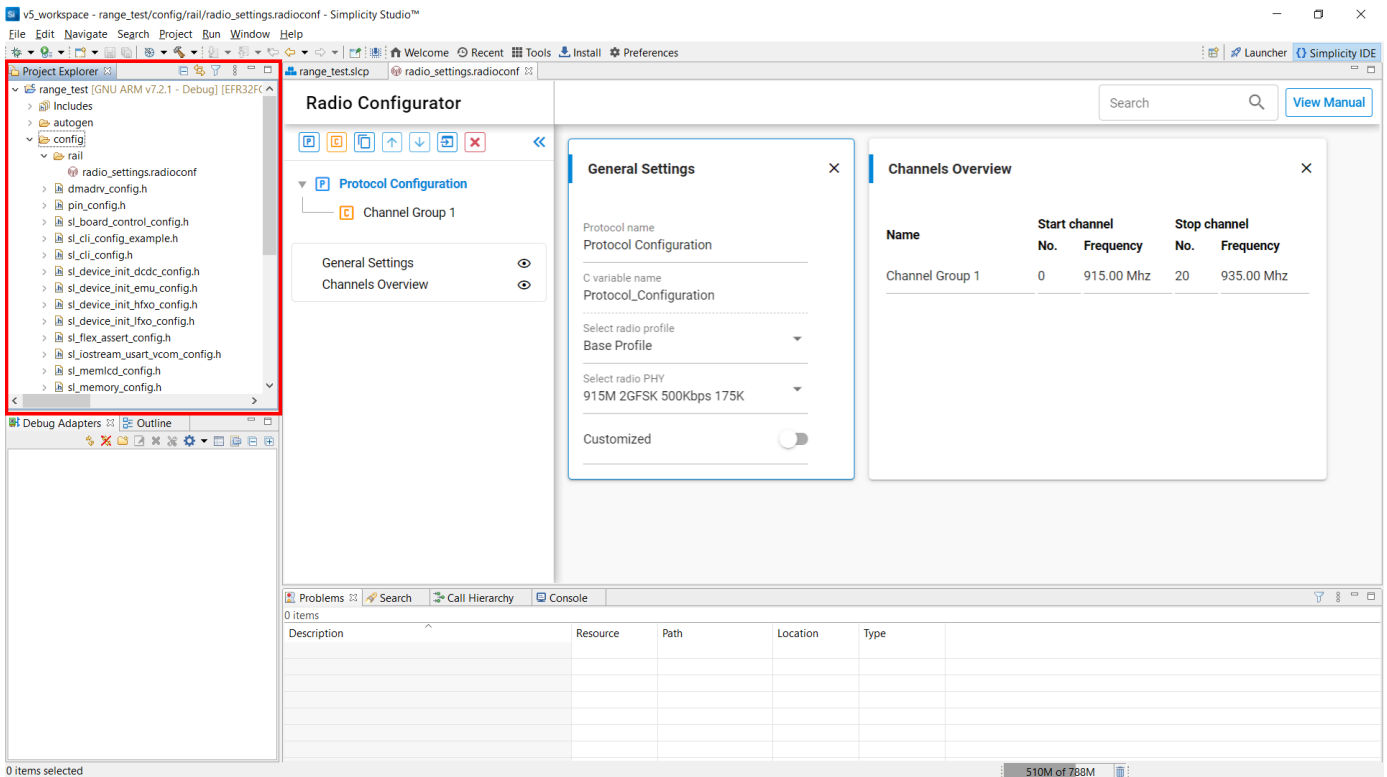 v5_workspace - range_test/config/rail/radio_settings.radioconf - Simplicity Studio™
File Edit Navigate Search Project Run Window Help
Welcome Recent Tools Install Preferences Launcher Simplicity IDE
Project Explorer
range_test [GNU ARM v7.2.1 - Debug] [EFR32FG
Includes
autogen
config
rail
radio_settings.radioconf
dmadrv_config.h
pin_config.h
sl_board_control_config.h
sl_cli_config_example.h
sl_cli_config.h
sl_device_init_dcdc_config.h
sl_device_init_emu_config.h
sl_device_init_hfxo_config.h
sl_device_init_lfxo_config.h
sl_flex_assert_config.h
sl_iostream_usart_vcom_config.h
sl_memlcd_config.h
sl_memory_config.h
Debug Adapters Outline
range_test.slcp radio_settings.radioconf
Radio Configurator
Search
View Manual
Protocol Configuration
Channel Group 1
General Settings
Channels Overview
General Settings
Protocol name
Protocol Configuration
C variable name
Protocol_Configuration
Select radio profile
Base Profile
Select radio PHY
915M 2GFSK 500Kbps 175K
Customized
Channels Overview
Start channel Stop channel
Name No. Frequency No. Frequency
Channel Group 1 0 915.00 Mhz 20 935.00 Mhz
Problems Search Call Hierarchy Console
0 items
Description Resource Path Location Type
0 items selected
510M of 788M